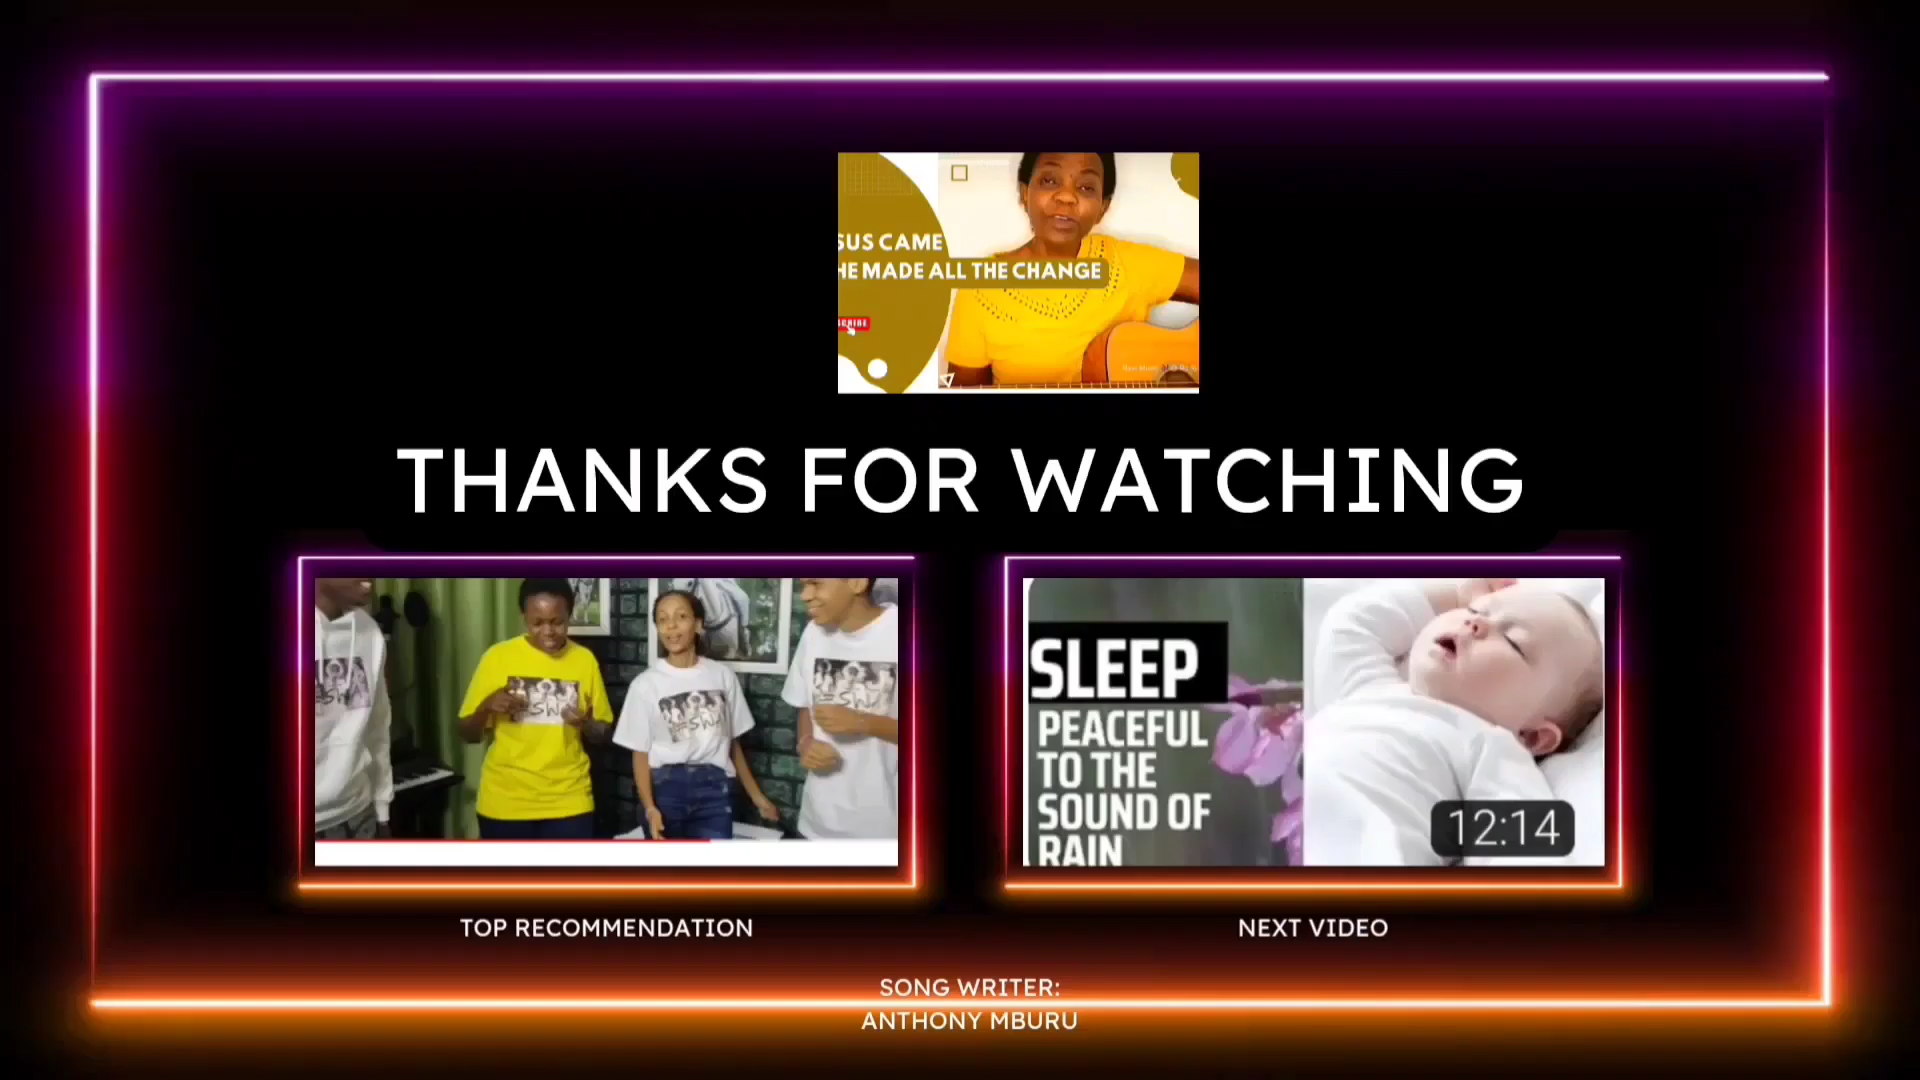 SUS CAME
HE MADE ALL THE CHANGE
THANKS FOR WATCHING
SLEEP
PEACEFUL
TO THE
SOUND OF
RAIN
12:14
TOP RECOMMENDATION
NEXT VIDEO
SONG WRITER:
ANTHONY MBURU